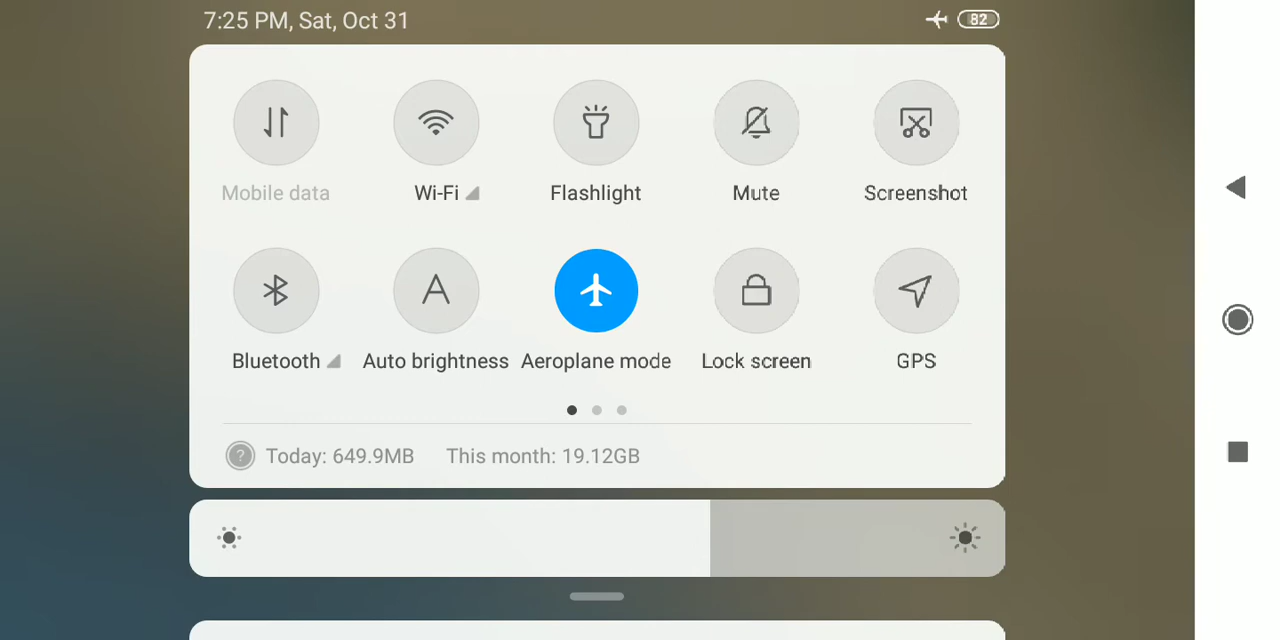 7:25 PM, Sat, Oct 31 82
Mobile data Wi-Fi Flashlight Mute Screenshot
A
Bluetooth Auto brightness Aeroplane mode Lock screen GPS
? Today: 649.9MB This month: 19.12GB